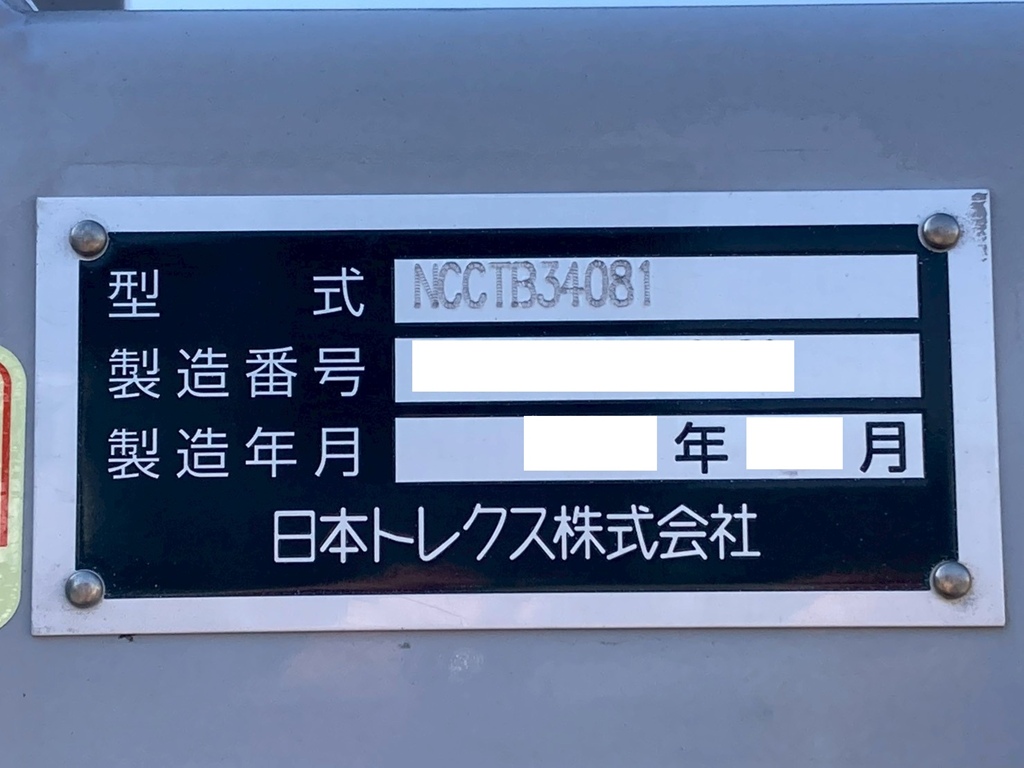 型式 NCCTB34081
製造番号
製造年月 年 月
日本トレクス株式会社